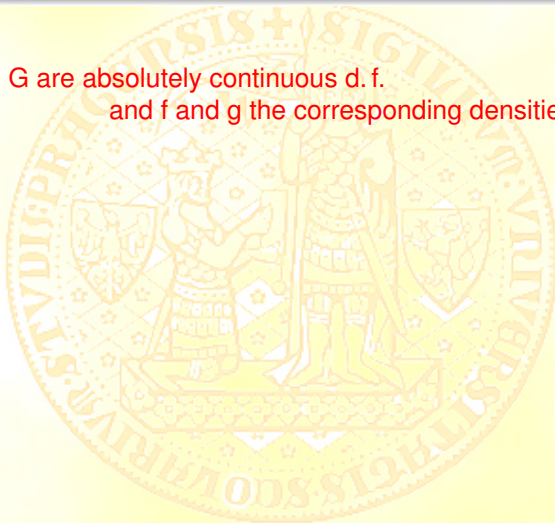 G are absolutely continuous d. f.
and f and g the corresponding densitie